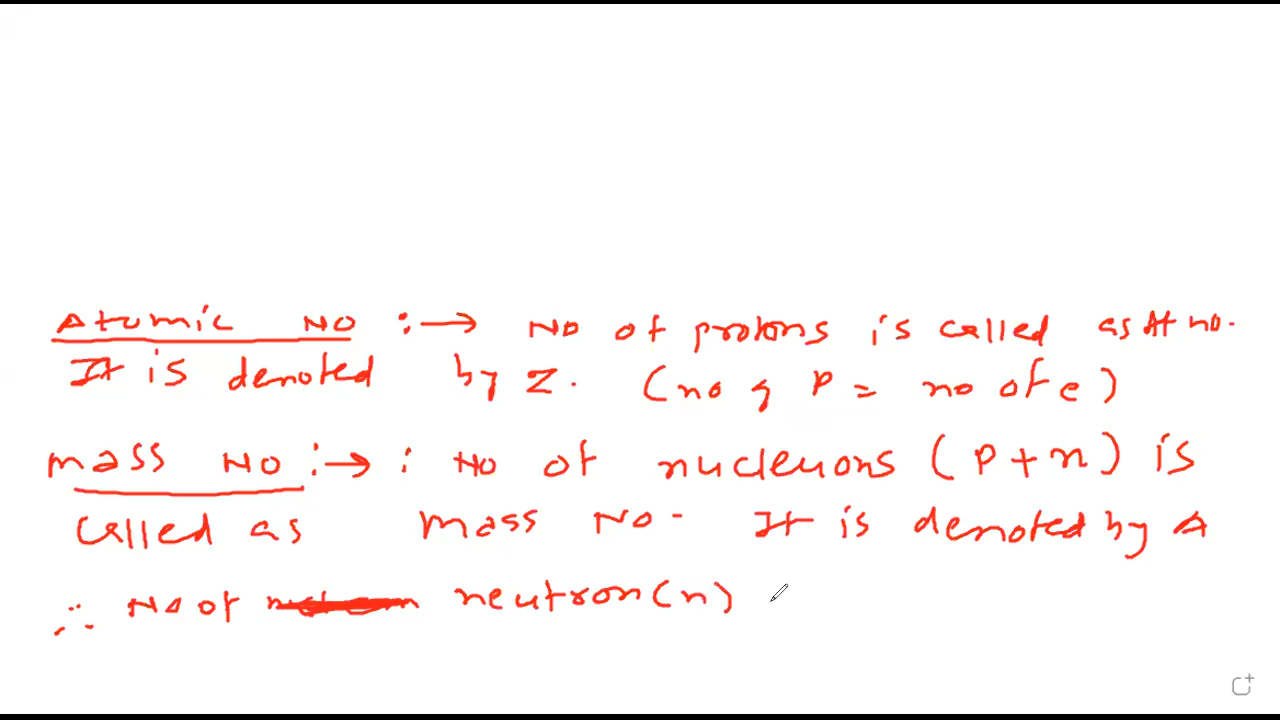 Atomic No :→ No of protons is called as At no.
It is denoted by Z. (no of P = no of e)
mass No :→ : No of nucleuons (P+n) is
called as mass No. It is denoted by A
∴ No of neutron(n)